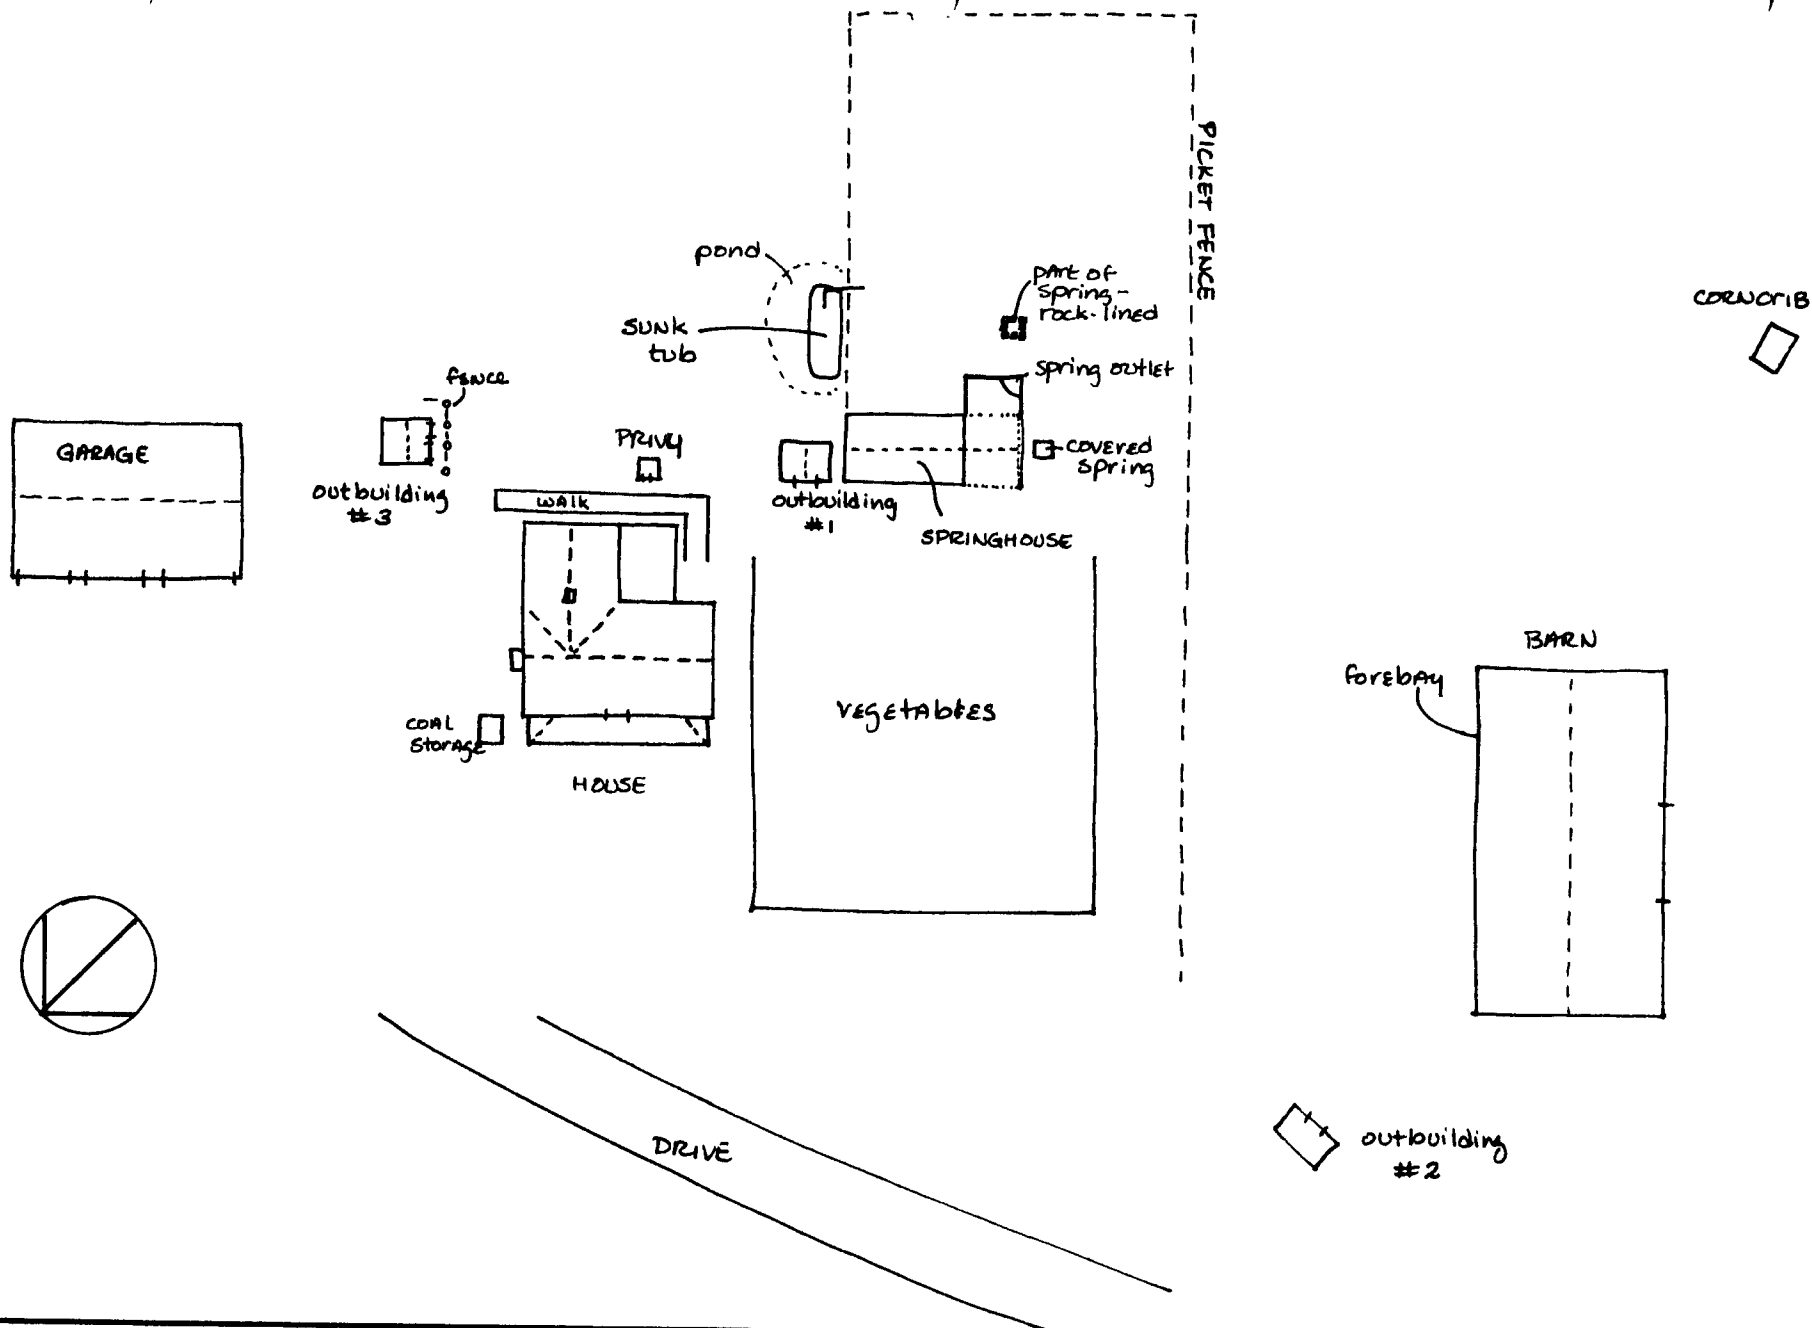 PICKET FENCE
pond
part of
spring-
rock-lined
CORNCRIB
SUNK
tub
spring outlet
fence
GARAGE
PRIVY
COVERED
spring
outbuilding
#3
WALK
outbuilding
#1
SPRINGHOUSE
BARN
forebay
vegetables
COAL
Storage
HOUSE
DRIVE
outbuilding
#2